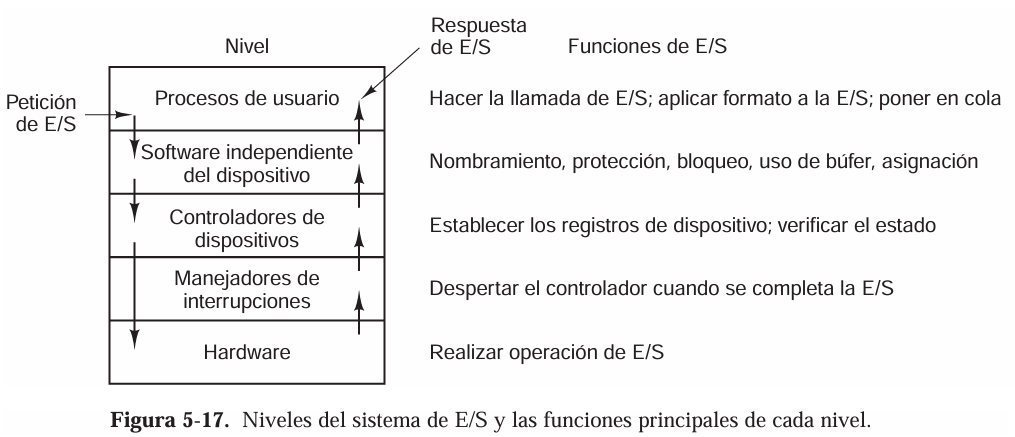 Nivel
Respuesta
de E/S
Funciones de E/S
Petición
de E/S
Procesos de usuario
Hacer la llamada de E/S; aplicar formato a la E/S; poner en cola
Software independiente
del dispositivo
Nombramiento, protección, bloqueo, uso de búfer, asignación
Controladores de
dispositivos
Establecer los registros de dispositivo; verificar el estado
Manejadores de
interrupciones
Despertar el controlador cuando se completa la E/S
Hardware
Realizar operación de E/S
Figura 5-17. Niveles del sistema de E/S y las funciones principales de cada nivel.